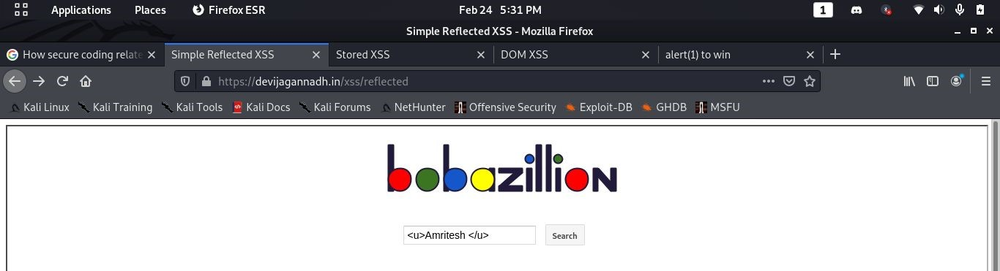 Applications Places Firefox ESR Feb 24 5:31 PM 1
Simple Reflected XSS - Mozilla Firefox
How secure coding relate Simple Reflected XSS Stored XSS DOM XSS alert(1) to win
https://devijagannadh.in/xss/reflected
Kali Linux Kali Training Kali Tools Kali Docs Kali Forums NetHunter Offensive Security Exploit-DB GHDB MSFU
bobazillion
<u>Amritesh </u> Search